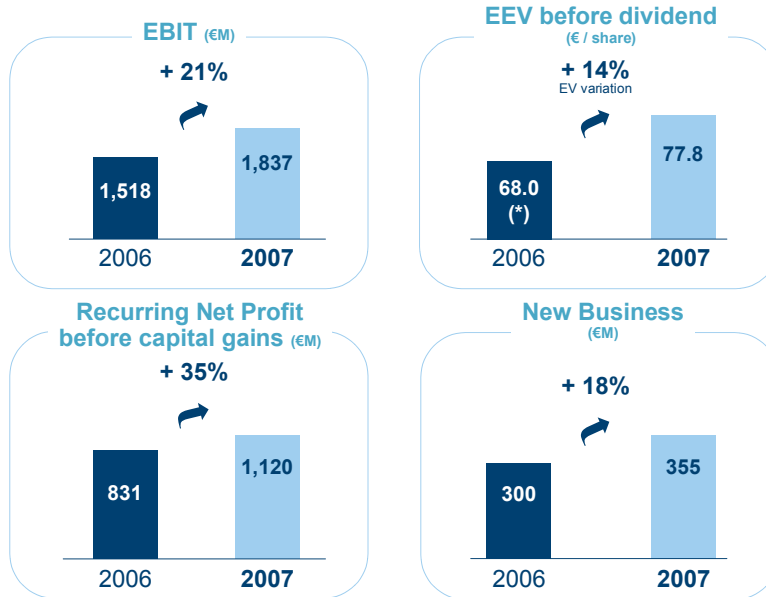 EBIT (€M)
+ 21%
1,518
1,837
2006
2007
EEV before dividend
(€ / share)
+ 14%
EV variation
68.0
(*)
77.8
2006
2007
Recurring Net Profit
before capital gains (€M)
+ 35%
831
1,120
2006
2007
New Business
(€M)
+ 18%
300
355
2006
2007